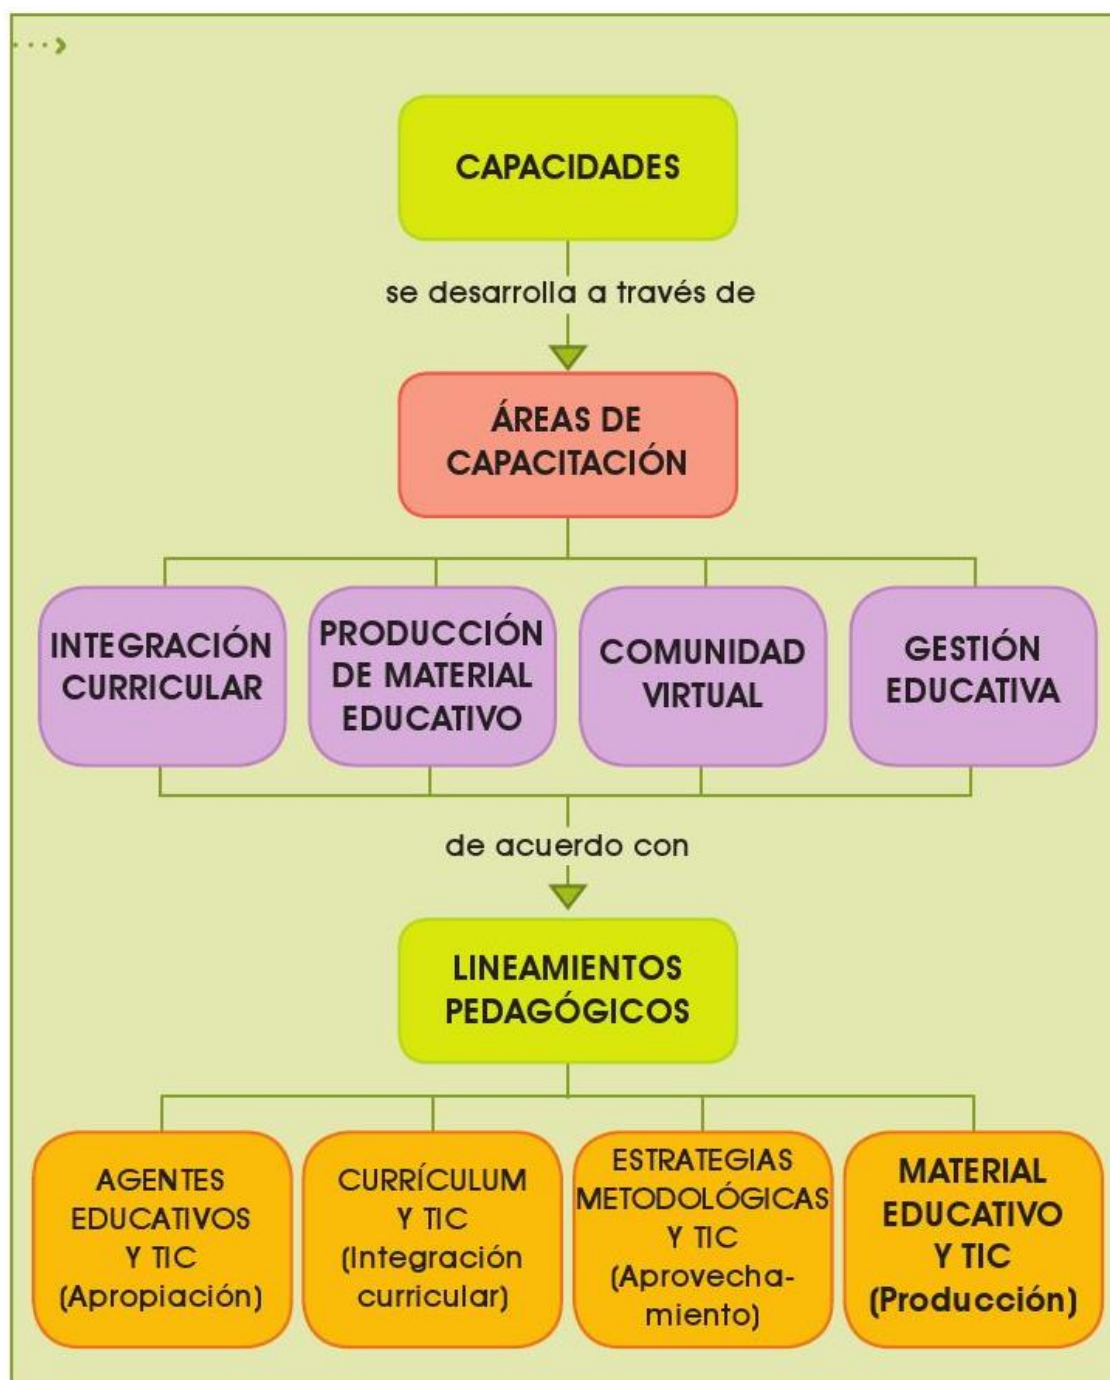 CAPACIDADES
se desarrolla a través de
ÁREAS DE
CAPACITACIÓN
INTEGRACIÓN
CURRICULAR
PRODUCCIÓN
DE MATERIAL
EDUCATIVO
COMUNIDAD
VIRTUAL
GESTIÓN
EDUCATIVA
de acuerdo con
LINEAMIENTOS
PEDAGÓGICOS
AGENTES
EDUCATIVOS
Y TIC
(Apropiación)
CURRÍCULUM
Y TIC
(Integración
curricular)
ESTRATEGIAS
METODOLÓGICAS
Y TIC
(Aprovecha-
miento)
MATERIAL
EDUCATIVO
Y TIC
(Producción)